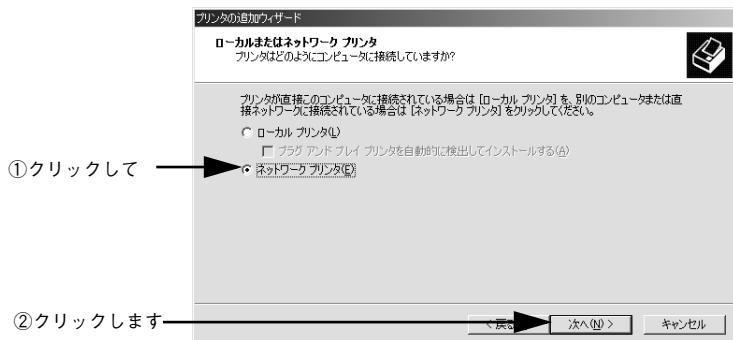 プリンタの追加ウィザード
ローカルまたはネットワーク プリンタ
プリンタはどのようにコンピュータに接続していますか?
プリンタが直接このコンピュータに接続されている場合は [ローカル プリンタ] を、別のコンピュータまたは直
接ネットワークに接続されている場合は [ネットワーク プリンタ] をクリックしてください。
ローカル プリンタ(L)
プラグ アンド プレイ プリンタを自動的に検出してインストールする(A)
①クリックして
ネットワーク プリンタ(E)
②クリックします
< 戻
次へ(N) >
キャンセル